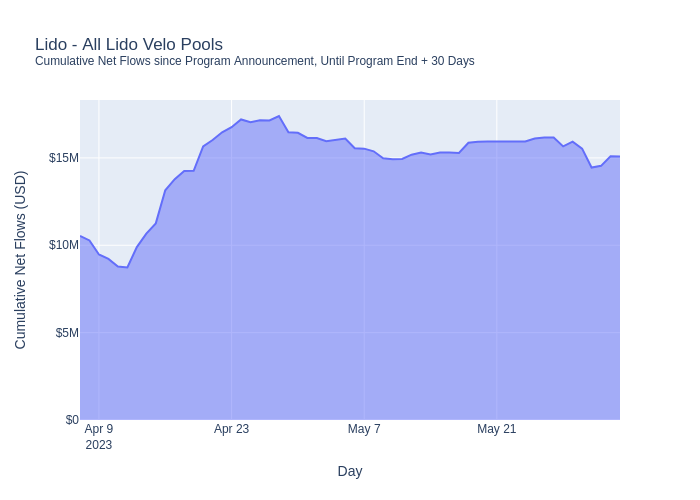 Lido - All Lido Velo Pools
Cumulative Net Flows since Program Announcement, Until Program End + 30 Days
Cumulative Net Flows (USD)
$15M
$10M
$5M
$0
Apr 9
2023
Apr 23
May 7
May 21
Day